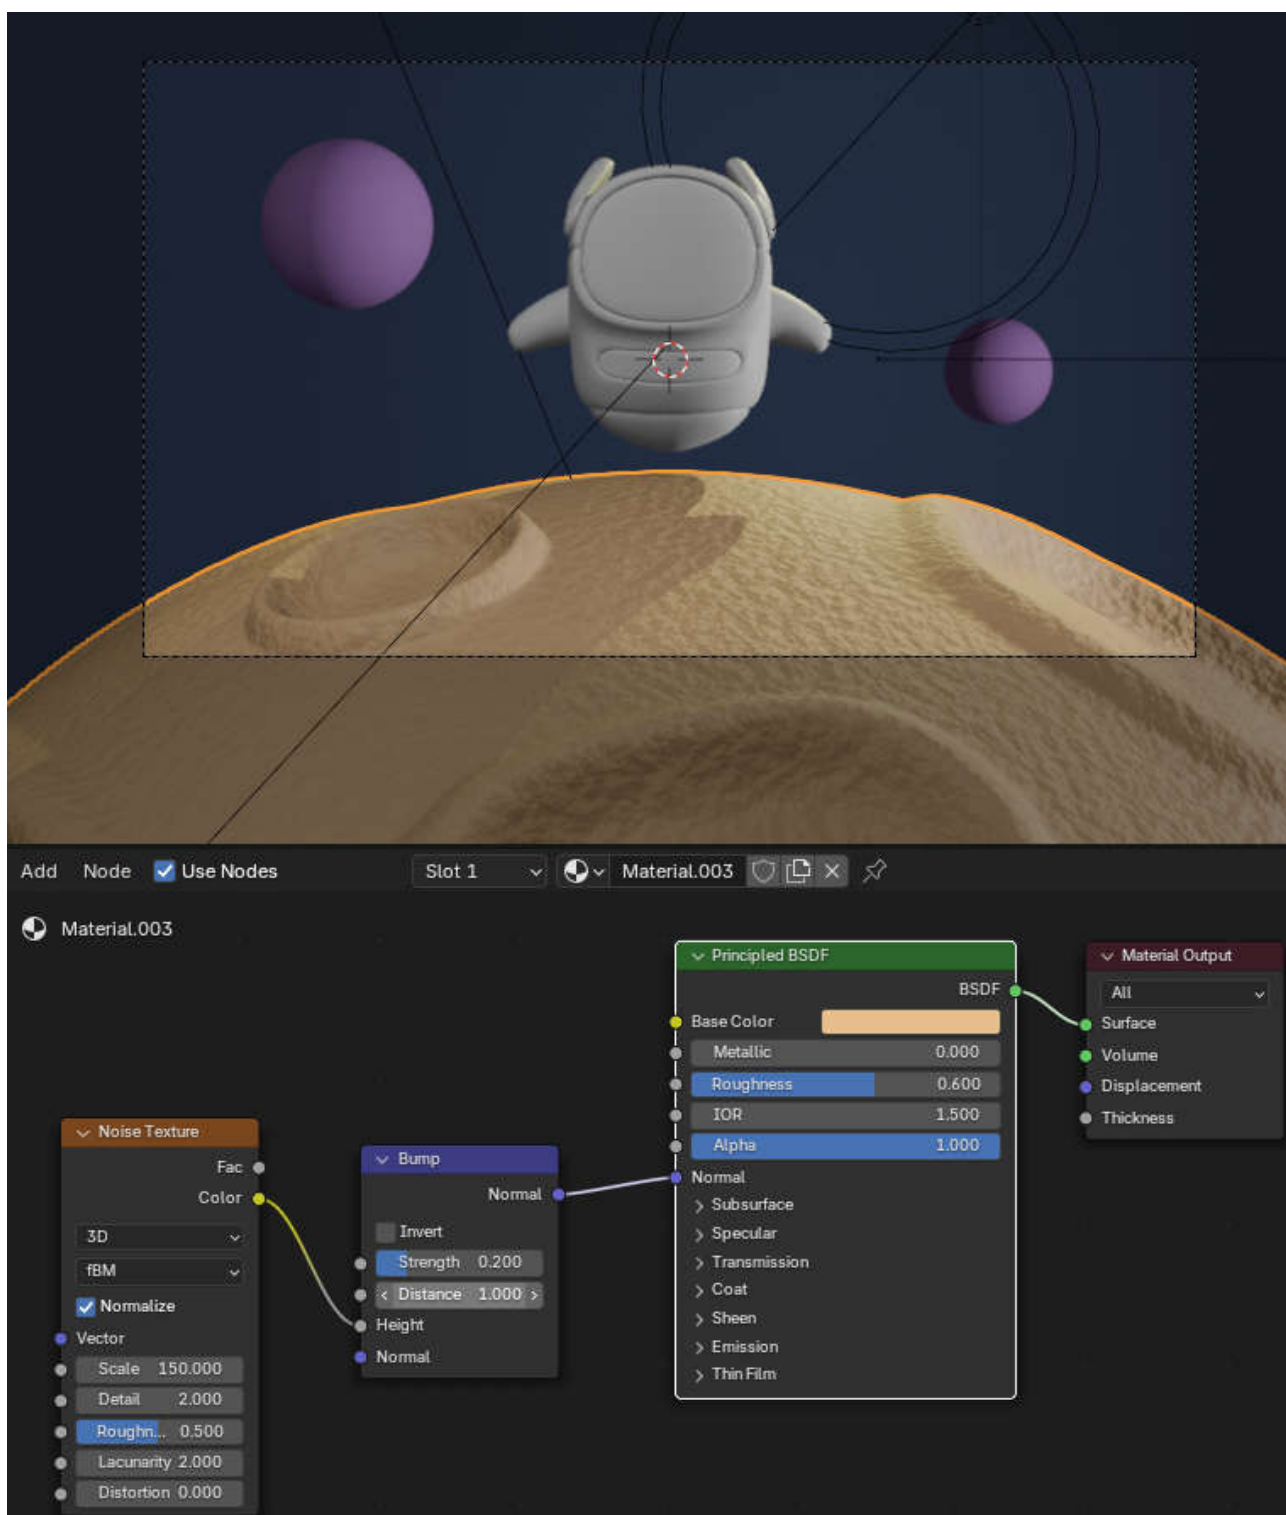 Add Node Use Nodes Slot 1 Material.003
Material.003
Principled BSDF
BSDF
Base Color
Metallic 0.000
Roughness 0.600
IOR 1.500
Alpha 1.000
Normal
Subsurface
Specular
Transmission
Coat
Sheen
Emission
Thin Film
Material Output
All
Surface
Volume
Displacement
Thickness
Noise Texture
Fac
Color
3D
fBM
Normalize
Vector
Scale 150.000
Detail 2.000
Roughn... 0.500
Lacunarity 2.000
Distortion 0.000
Bump
Normal
Invert
Strength 0.200
Distance 1.000
Height
Normal